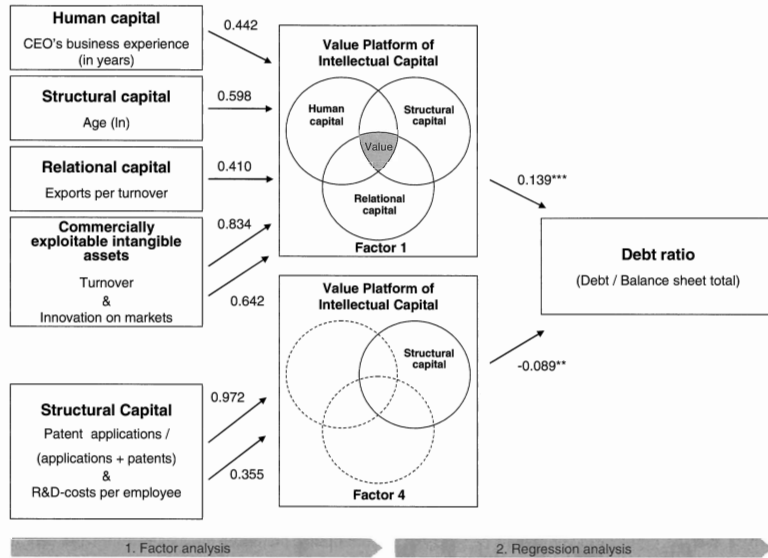 Human capital
CEO's business experience
(in years)
0.442
Structural capital
Age (ln)
0.598
Relational capital
Exports per turnover
0.410
Commercially
exploitable intangible
assets
Turnover
&
Innovation on markets
0.834
0.642
Structural Capital
Patent applications /
(applications + patents)
&
R&D-costs per employee
0.972
0.355
Value Platform of
Intellectual Capital
Human
capital
Structural
capital
Value
Relational
capital
Factor 1
Value Platform of
Intellectual Capital
Structural
capital
Factor 4
0.139***
-0.089**
Debt ratio
(Debt / Balance sheet total)
1. Factor analysis
2. Regression analysis